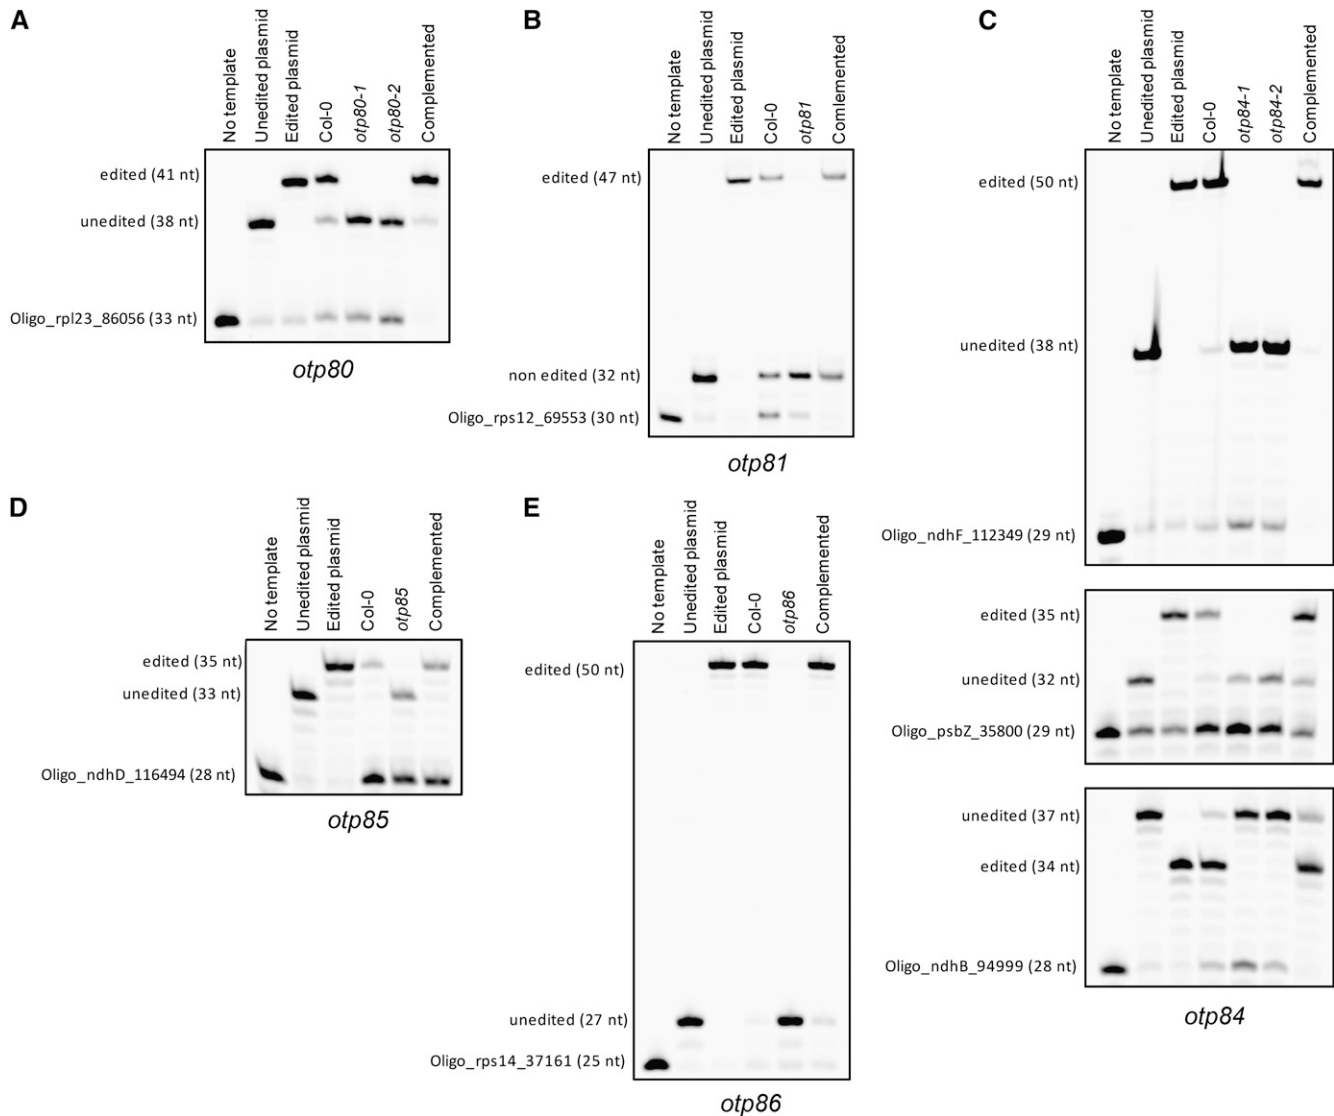 A
No template
Unedited plasmid
Edited plasmid
Col-0
otp80-1
otp80-2
Complemented
edited (41 nt)
unedited (38 nt)
Oligo_rpl23_86056 (33 nt)
otp80
B
No template
Unedited plasmid
Edited plasmid
Col-0
otp81
Comlemented
edited (47 nt)
non edited (32 nt)
Oligo_rps12_69553 (30 nt)
otp81
C
No template
Unedited plasmid
Edited plasmid
Col-0
otp84-1
otp84-2
Complemented
edited (50 nt)
unedited (38 nt)
Oligo_ndhF_112349 (29 nt)
edited (35 nt)
unedited (32 nt)
Oligo_psbZ_35800 (29 nt)
unedited (37 nt)
edited (34 nt)
Oligo_ndhB_94999 (28 nt)
otp84
D
No template
Unedited plasmid
Edited plasmid
Col-0
otp85
Complemented
edited (35 nt)
unedited (33 nt)
Oligo_ndhD_116494 (28 nt)
otp85
E
No template
Unedited plasmid
Edited plasmid
Col-0
otp86
Complemented
edited (50 nt)
unedited (27 nt)
Oligo_rps14_37161 (25 nt)
otp86